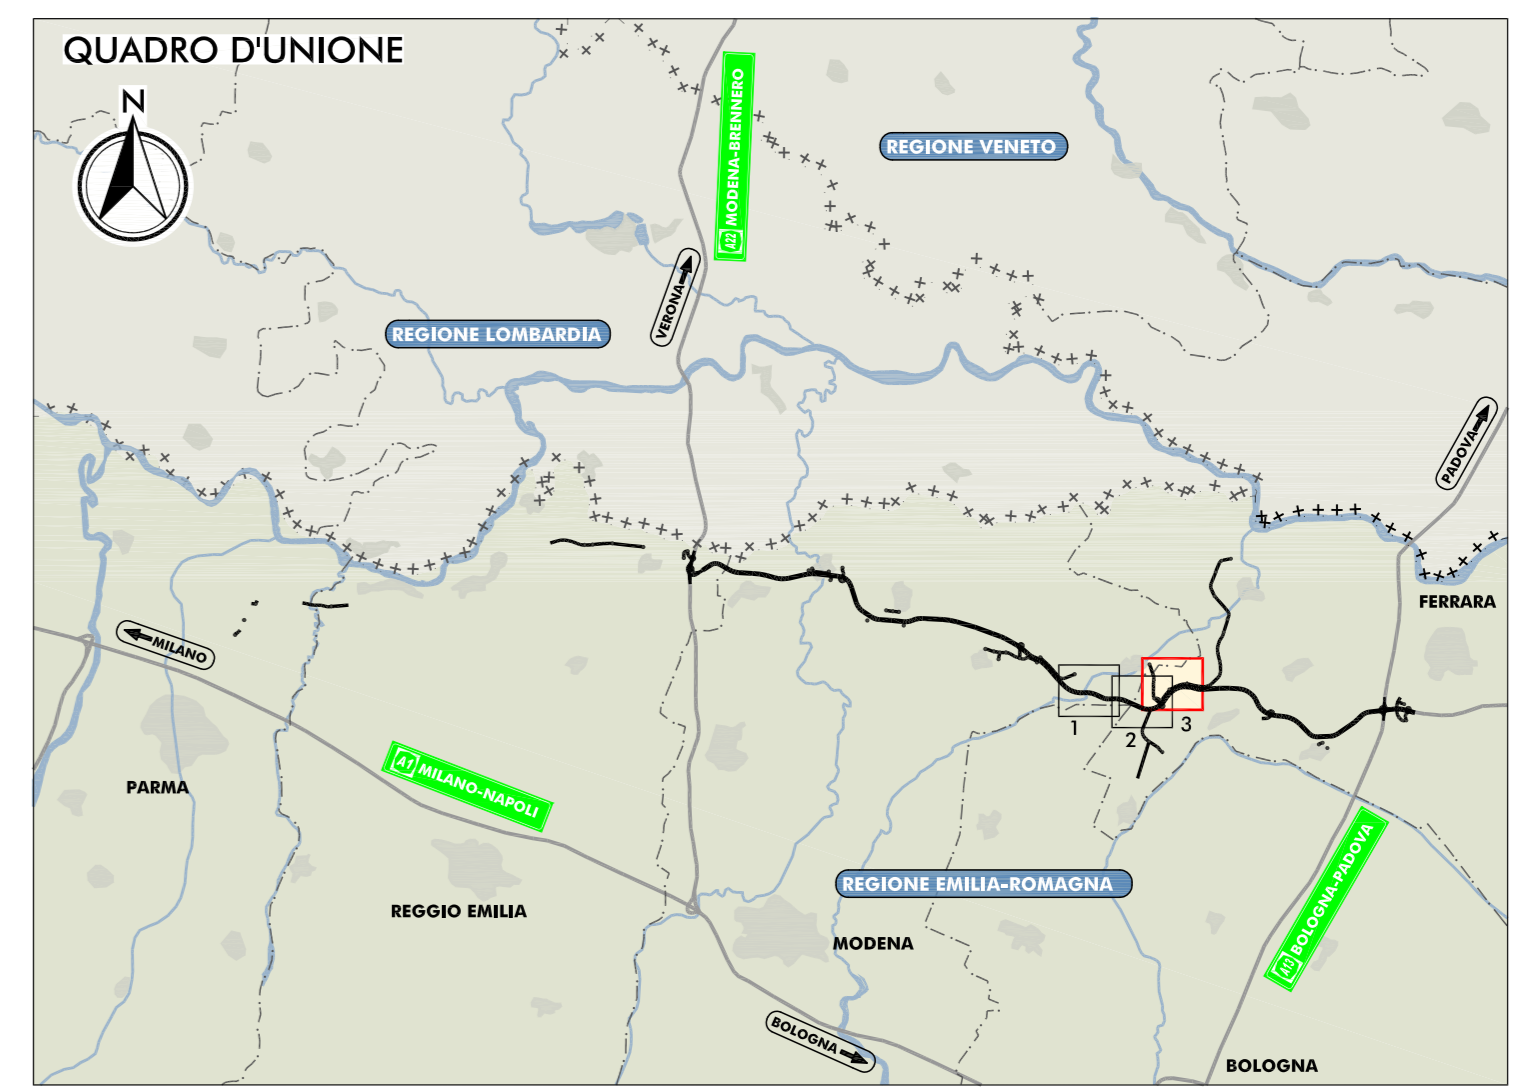 QUADRO D'UNIONE
N
A22 MODENA-BRENNERO
REGIONE VENETO
VERONA
REGIONE LOMBARDIA
PADOVA
FERRARA
MILANO
1
2
3
PARMA
A1 MILANO-NAPOLI
REGGIO EMILIA
REGIONE EMILIA-ROMAGNA
MODENA
A13 BOLOGNA-PADOVA
BOLOGNA
BOLOGNA